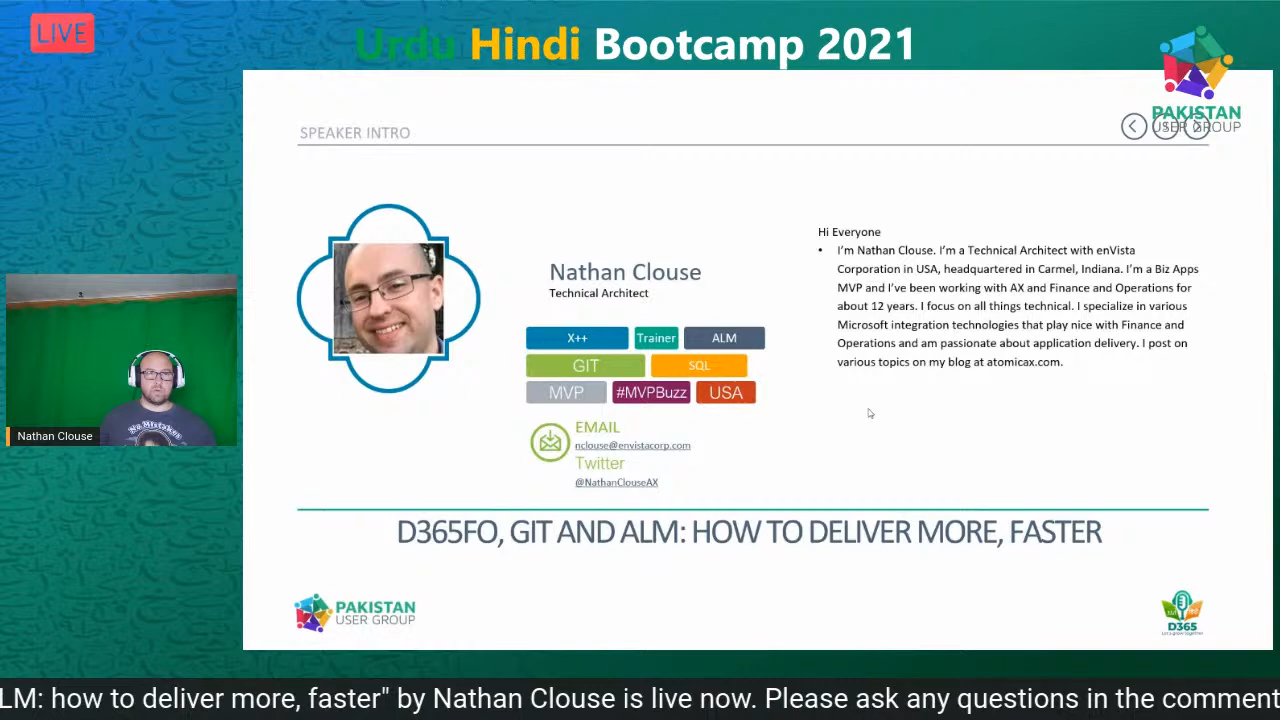 LIVE
Urdu Hindi Bootcamp 2021
PAKISTAN
USER GROUP
SPEAKER INTRO
Nathan Clouse
Technical Architect
X++ Trainer ALM
GIT SQL
MVP #MVPBuzz USA
EMAIL
nclouse@envistacorp.com
Twitter
@NathanClouseAX
Hi Everyone
• I'm Nathan Clouse. I'm a Technical Architect with enVista
Corporation in USA, headquartered in Carmel, Indiana. I'm a Biz Apps
MVP and I've been working with AX and Finance and Operations for
about 12 years. I focus on all things technical. I specialize in various
Microsoft integration technologies that play nice with Finance and
Operations and am passionate about application delivery. I post on
various topics on my blog at atomicax.com.
No Mistakes
Nathan Clouse
D365FO, GIT AND ALM: HOW TO DELIVER MORE, FASTER
PAKISTAN
USER GROUP
D365
LM: how to deliver more, faster" by Nathan Clouse is live now. Please ask any questions in the comment